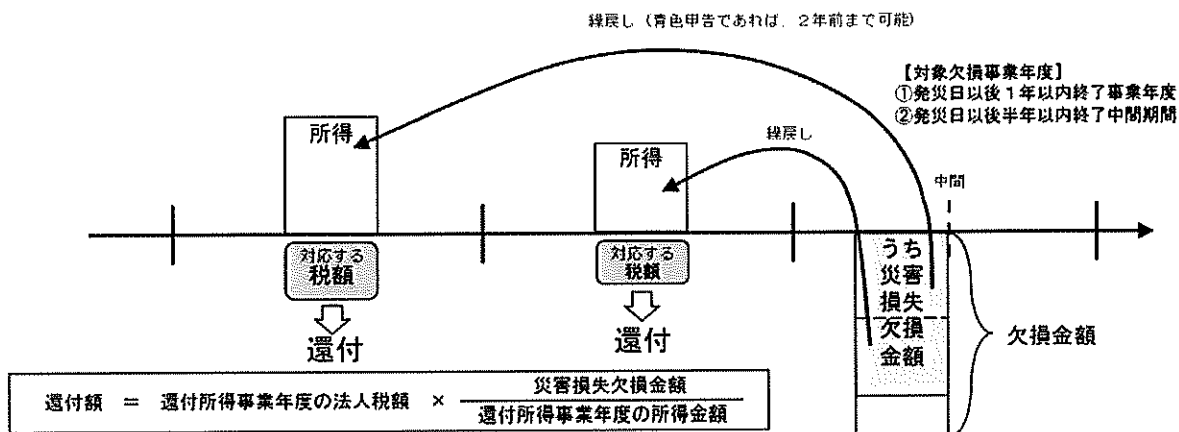 繰戻し（青色申告であれば、２年前まで可能）
【対象欠損事業年度】
①発災日以後１年以内終了事業年度
②発災日以後半年以内終了中間期間
所得
繰戻し
所得
中間
対応する
税額
対応する
税額
還付
還付
うち
災害
損失
欠損
金額
欠損金額
還付額 ＝ 還付所得事業年度の法人税額 × 災害損失欠損金額
還付所得事業年度の所得金額